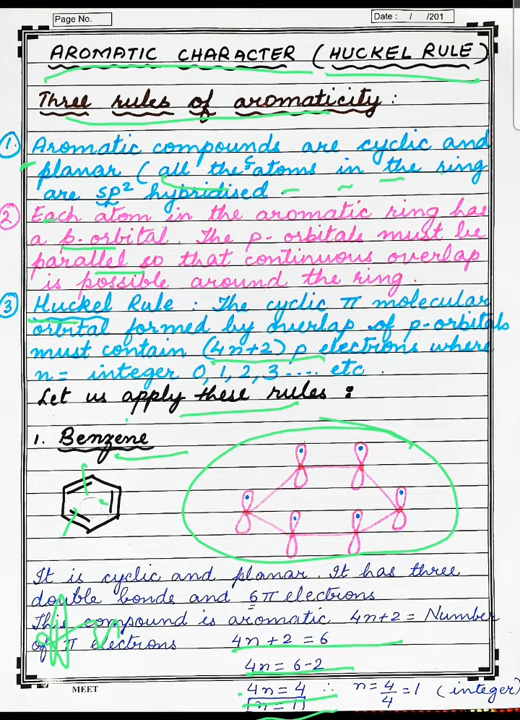 Page No.
Date : / /201
AROMATIC CHARACTER (HUCKEL RULE)
Three rules of aromaticity :
① Aromatic compounds are cyclic and
planar (all the c atoms in the ring
are sp² hybridised
② Each atom in the aromatic ring has
a p-orbital. The p-orbitals must be
parallel so that continuous overlap
is possible around the ring.
③ Huckel Rule : The cyclic π molecular
orbital formed by overlap of p-orbitals
must contain (4n+2) p electrons where
n = integer 0, 1, 2, 3 .... etc
Let us apply these rules :
1. Benzene
It is cyclic and planar. It has three
double bonds and 6π electrons
This compound is aromatic 4n+2 = Number
of π electrons 4n+2 = 6
4n = 6-2
4n = 4 ∴ n = 4/4 = 1 (integer)
n = 1
MEET